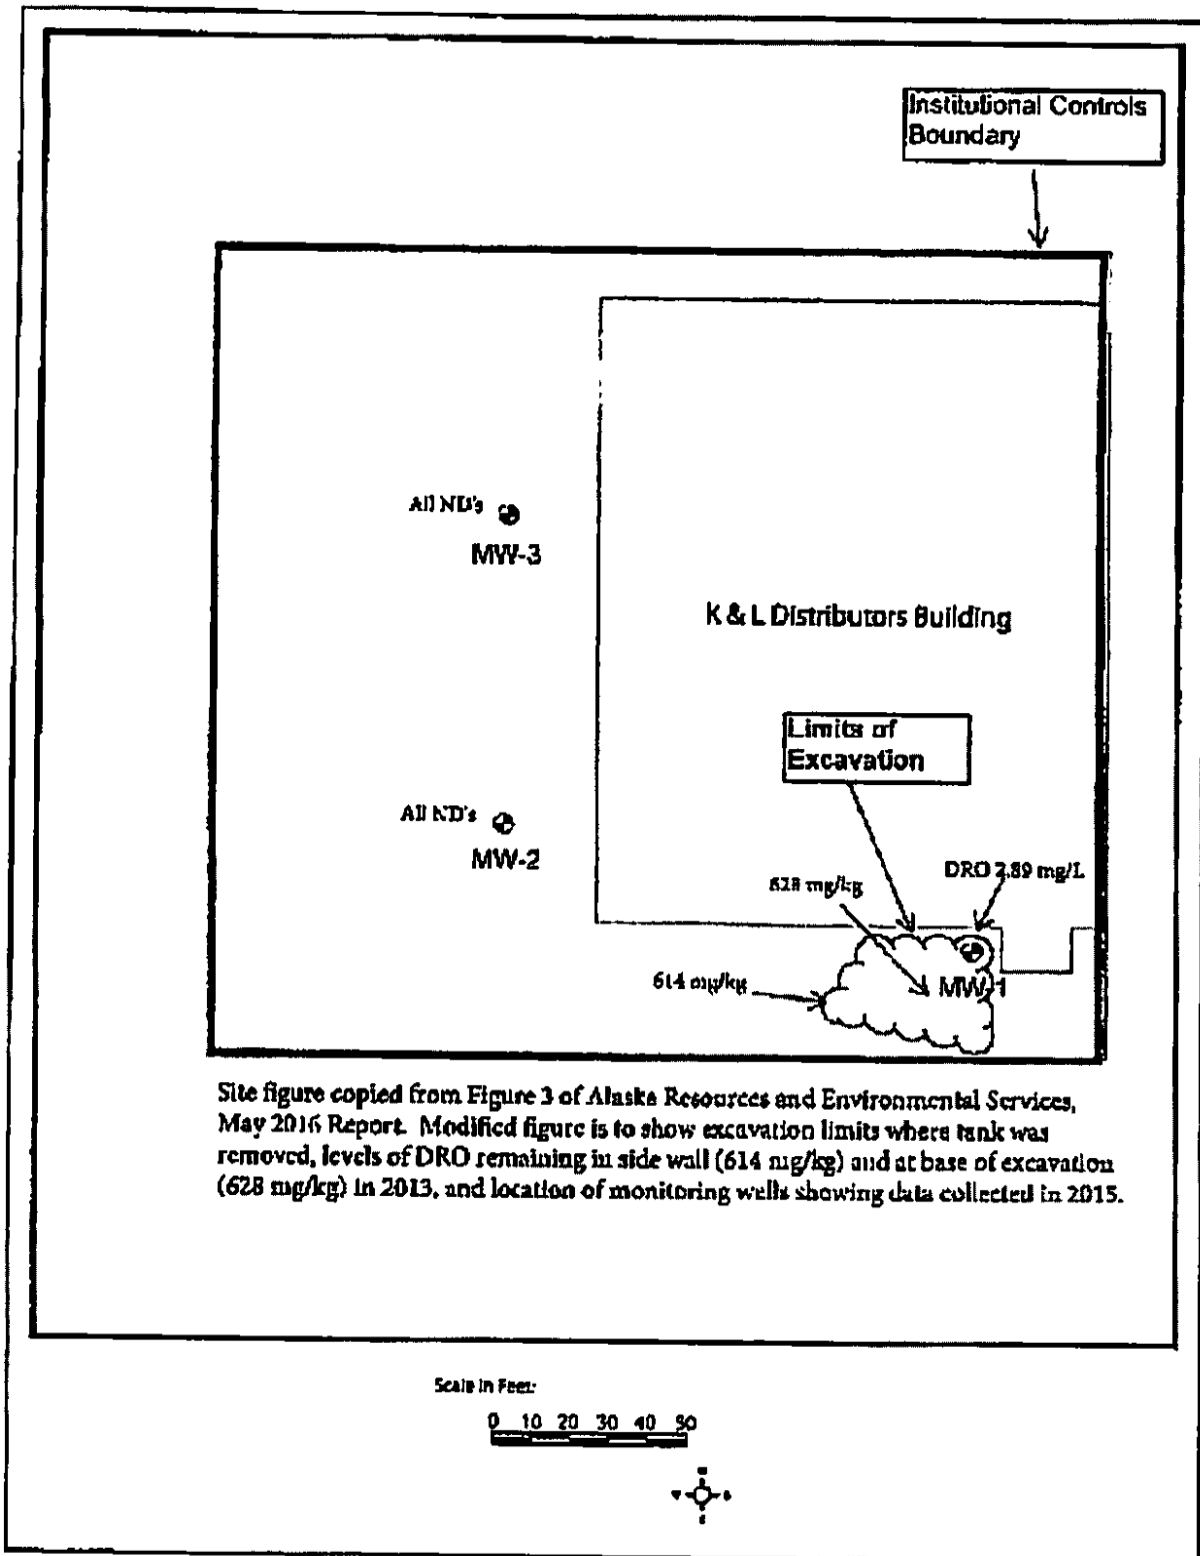 Institutional Controls
Boundary
All ND's
MW-3
K & L Distributors Building
Limits of
Excavation
All ND's
MW-2
628 mg/kg
DRO 2.89 mg/L
614 mg/kg
MW-1
Site figure copied from Figure 3 of Alaska Resources and Environmental Services,
May 2016 Report. Modified figure is to show excavation limits where tank was
removed, levels of DRO remaining in side wall (614 mg/kg) and at base of excavation
(628 mg/kg) in 2013, and location of monitoring wells showing data collected in 2015.
Scale in Feet:
0 10 20 30 40 50